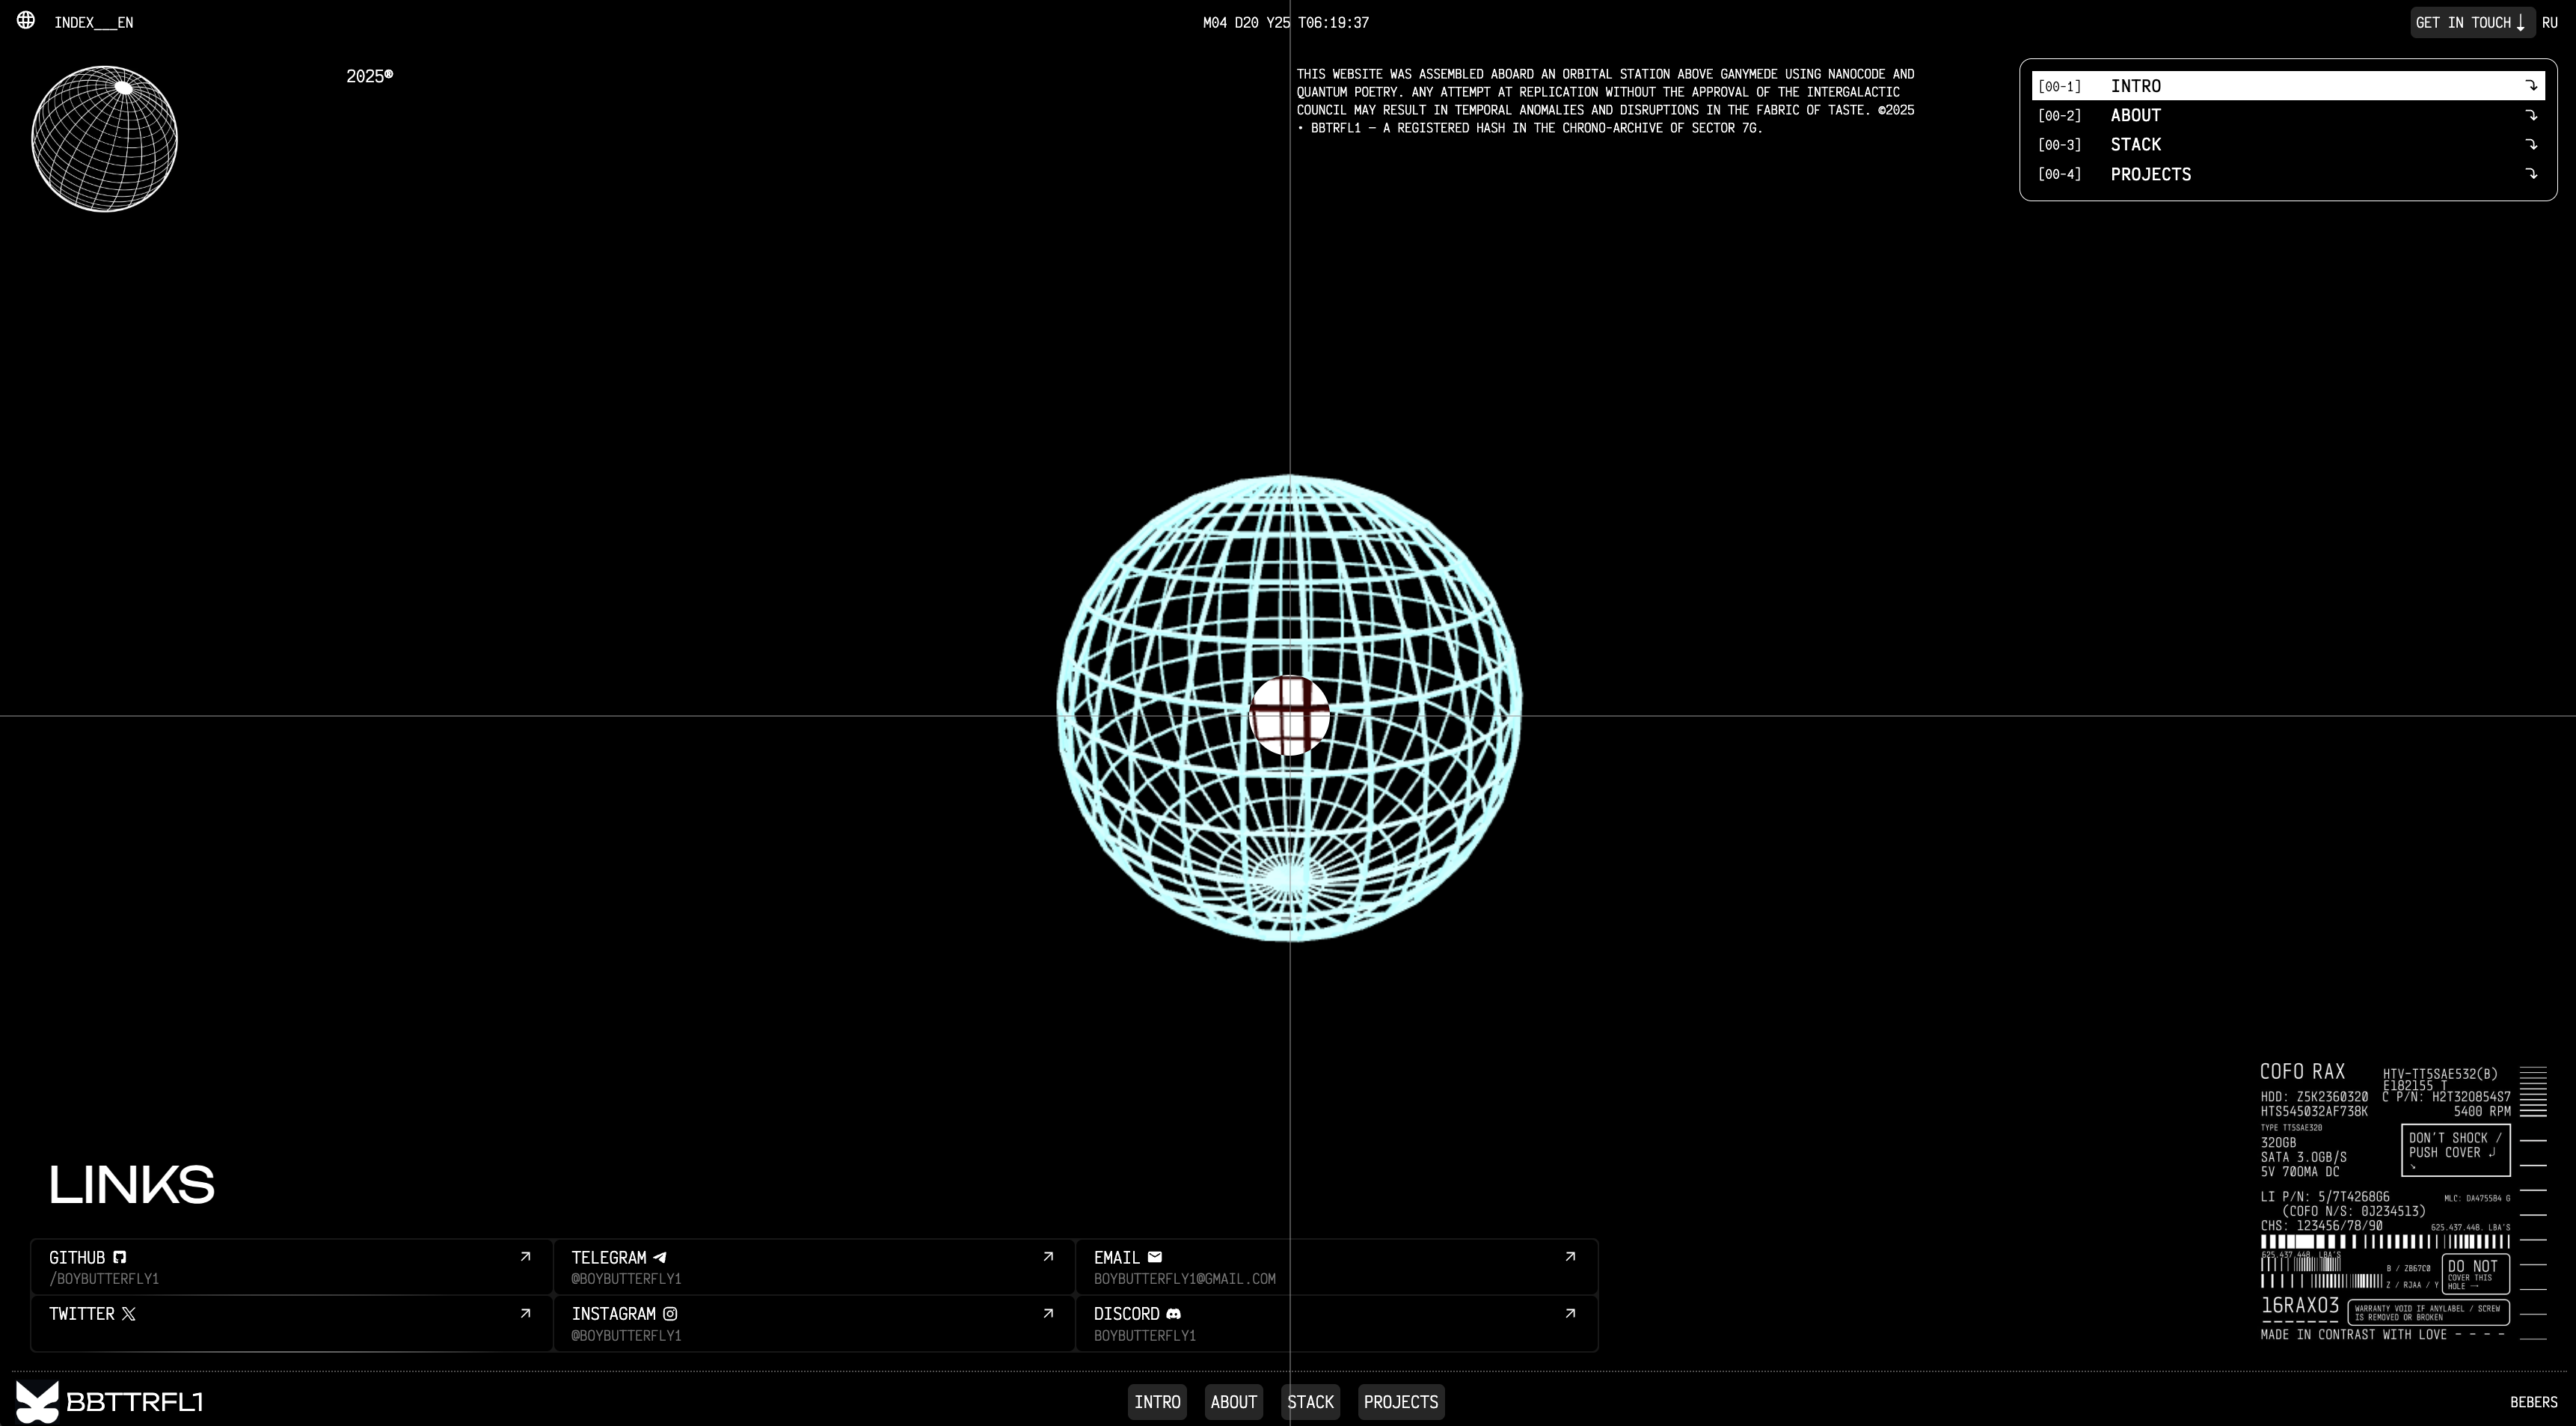 INDEX___EN
M04 D20 Y25 T06:19:37
GET IN TOUCH↓ RU
2025®
THIS WEBSITE WAS ASSEMBLED ABOARD AN ORBITAL STATION ABOVE GANYMEDE USING NANOCODE AND
QUANTUM POETRY. ANY ATTEMPT AT REPLICATION WITHOUT THE APPROVAL OF THE INTERGALACTIC
COUNCIL MAY RESULT IN TEMPORAL ANOMALIES AND DISRUPTIONS IN THE FABRIC OF TASTE. ©2025
• BBTRFL1 — A REGISTERED HASH IN THE CHRONO-ARCHIVE OF SECTOR 7G.
[00-1] INTRO
[00-2] ABOUT
[00-3] STACK
[00-4] PROJECTS
LINKS
GITHUB
/BOYBUTTERFLY1
TELEGRAM
@BOYBUTTERFLY1
EMAIL
BOYBUTTERFLY1@GMAIL.COM
TWITTER
INSTAGRAM
@BOYBUTTERFLY1
DISCORD
BOYBUTTERFLY1
COFO RAX
HTV-TT5SAE532(B)
E182155 T
HDD: Z5K2360320 C P/N: H2T320854S7
HTS545032AF738K 5400 RPM
TYPE TT5SAE320
320GB
SATA 3.0GB/S
5V 700MA DC
DON'T SHOCK /
PUSH COVER
LI P/N: 5/7T4268G6 MLC: DA475584 G
(COFO N/S: 0J234513)
CHS: 123456/78/90 625.437.448. LBA'S
625.437.448. LBA'S
B / ZB67C0
Z / RJAA / Y
DO NOT
COVER THIS
HOLE
16RAX03
WARRANTY VOID IF ANYLABEL / SCREW
IS REMOVED OR BROKEN
MADE IN CONTRAST WITH LOVE - - - -
BBTTRFL1
INTRO ABOUT STACK PROJECTS
BEBERS